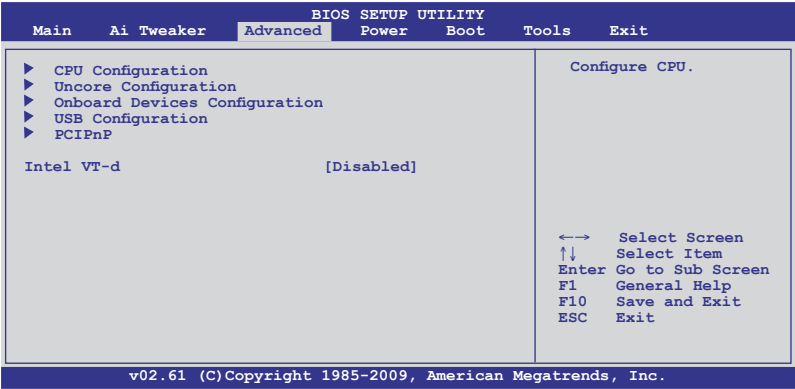 BIOS SETUP UTILITY
Main Ai Tweaker Advanced Power Boot Tools Exit
CPU Configuration
Uncore Configuration
Onboard Devices Configuration
USB Configuration
PCIPnP
Intel VT-d [Disabled]
Configure CPU.
←→ Select Screen
↑↓ Select Item
Enter Go to Sub Screen
F1 General Help
F10 Save and Exit
ESC Exit
v02.61 (C)Copyright 1985-2009, American Megatrends, Inc.